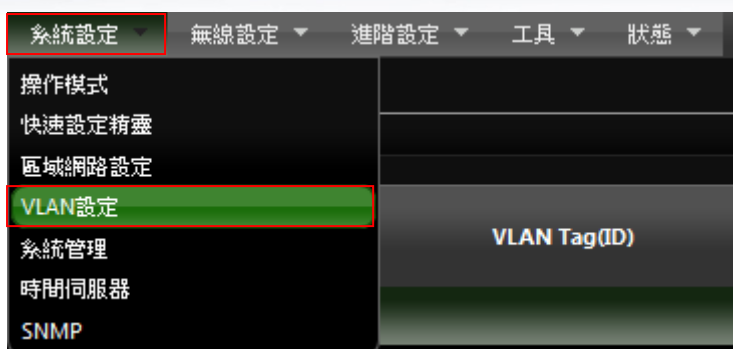 系統設定 無線設定 進階設定 工具 狀態
操作模式
快速設定精靈
區域網路設定
VLAN設定
VLAN Tag(ID)
系統管理
時間伺服器
SNMP